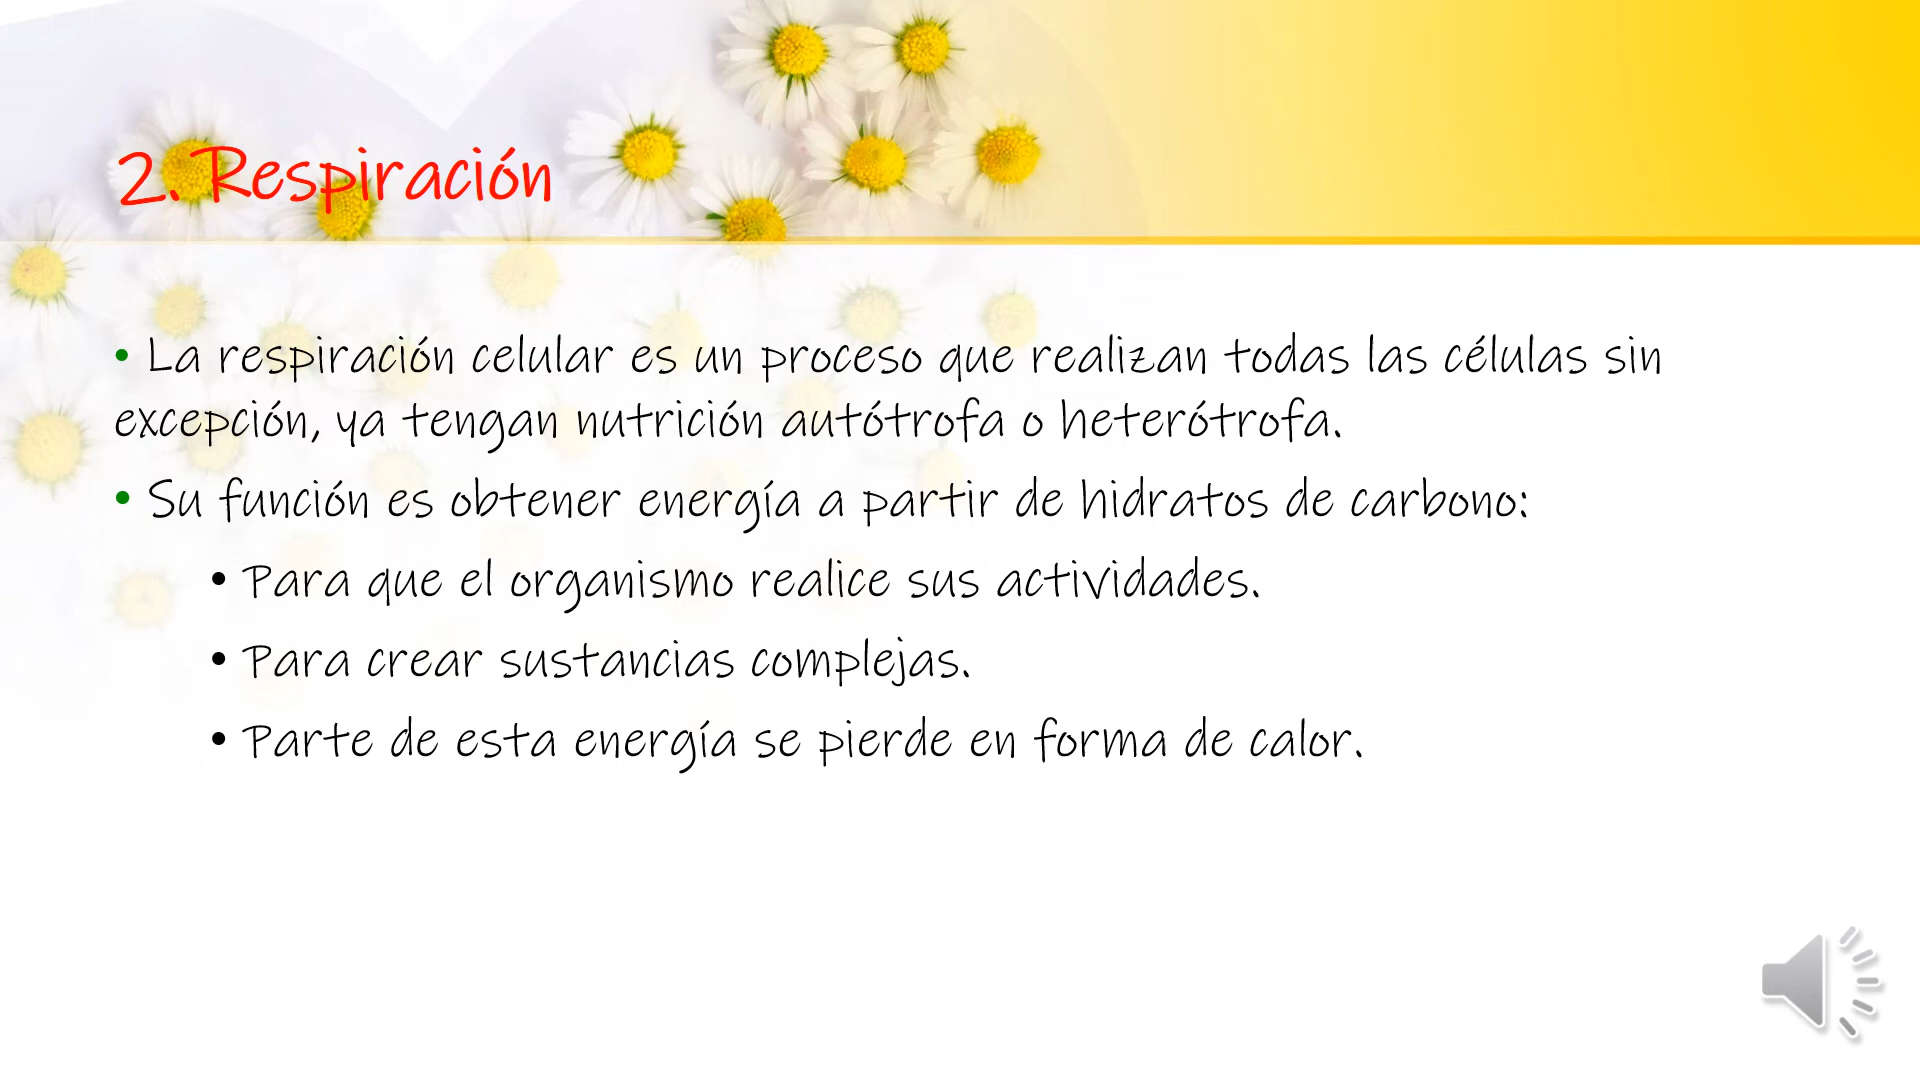 2. Respiración
• La respiración celular es un proceso que realizan todas las células sin
excepción, ya tengan nutrición autótrofa o heterótrofa.
• Su función es obtener energía a partir de hidratos de carbono:
• Para que el organismo realice sus actividades.
• Para crear sustancias complejas.
• Parte de esta energía se pierde en forma de calor.